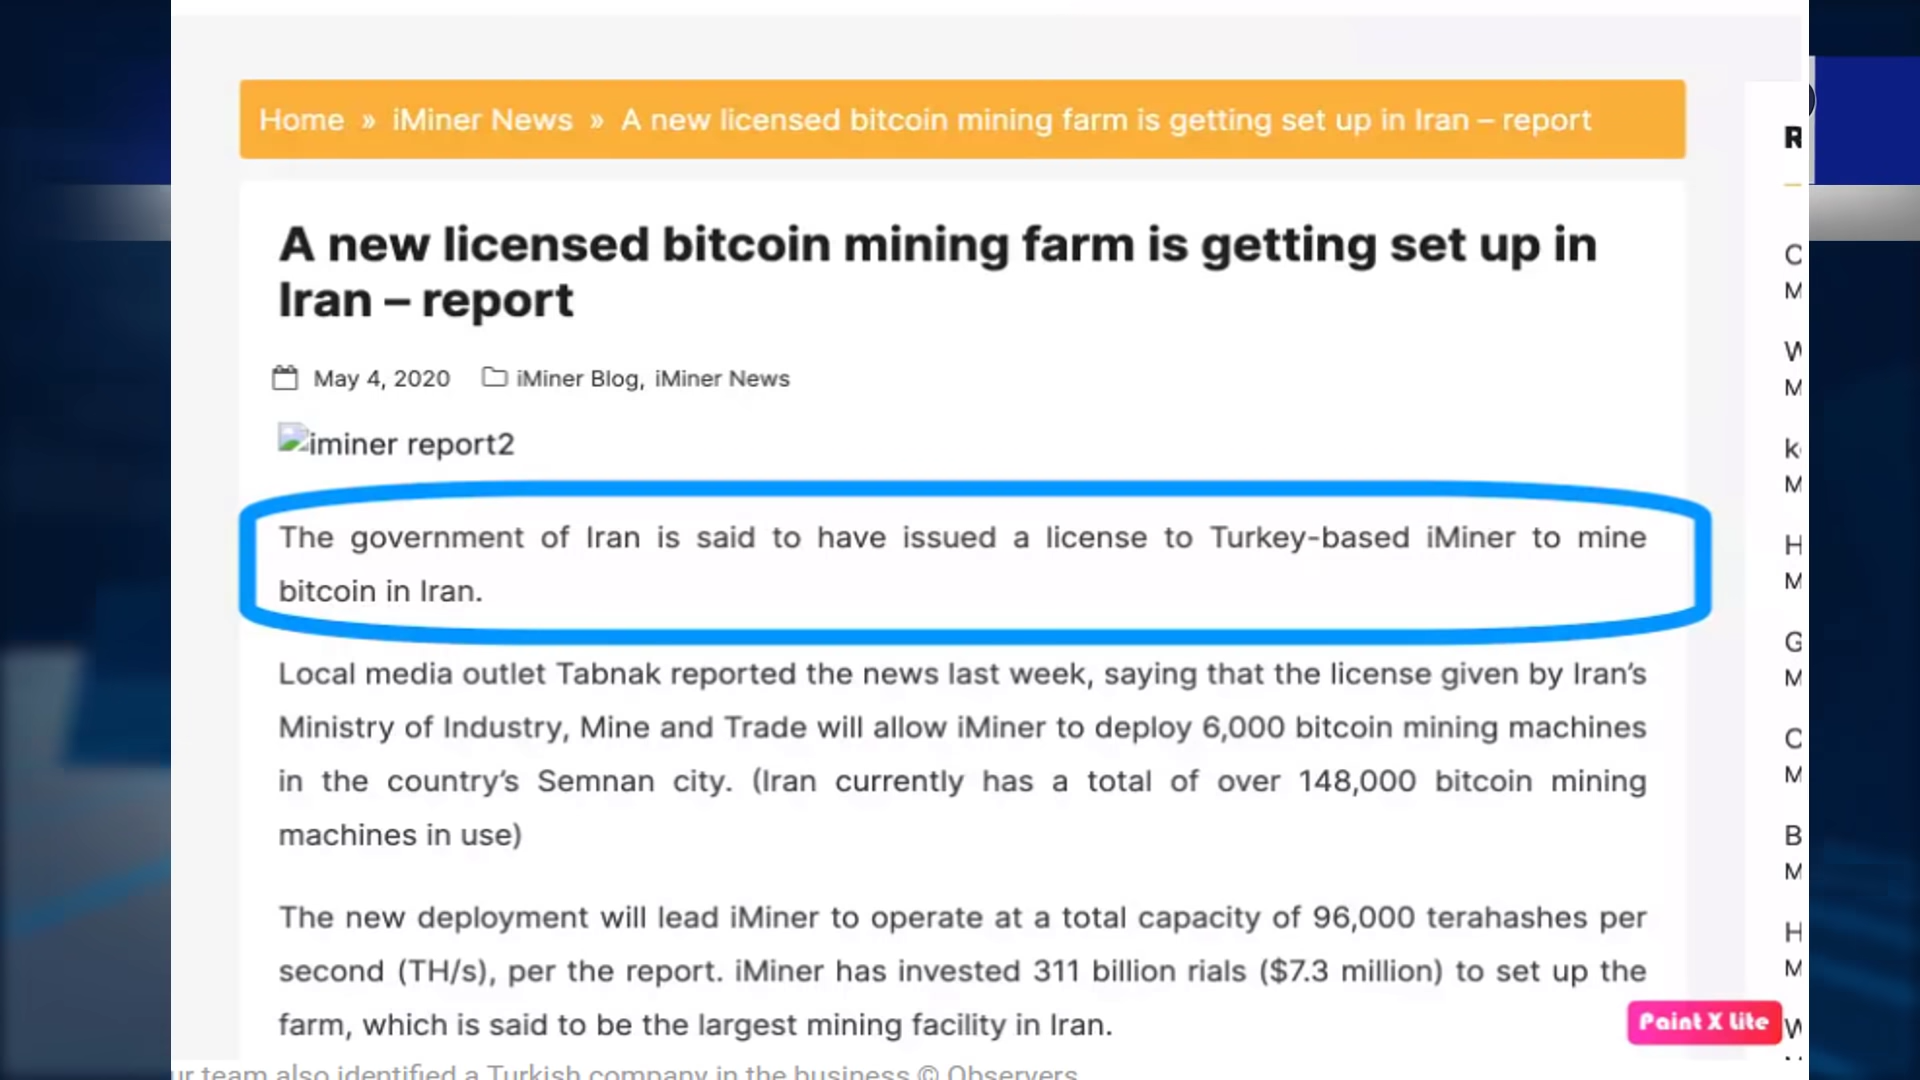 Home » iMiner News » A new licensed bitcoin mining farm is getting set up in Iran – report
R
A new licensed bitcoin mining farm is getting set up in
Iran – report
May 4, 2020 iMiner Blog, iMiner News
iminer report2
The government of Iran is said to have issued a license to Turkey-based iMiner to mine
bitcoin in Iran.
Local media outlet Tabnak reported the news last week, saying that the license given by Iran’s
Ministry of Industry, Mine and Trade will allow iMiner to deploy 6,000 bitcoin mining machines
in the country’s Semnan city. (Iran currently has a total of over 148,000 bitcoin mining
machines in use)
The new deployment will lead iMiner to operate at a total capacity of 96,000 terahashes per
second (TH/s), per the report. iMiner has invested 311 billion rials ($7.3 million) to set up the
farm, which is said to be the largest mining facility in Iran.
Paint X Lite
ur team also identified a Turkish company in the business © Observers